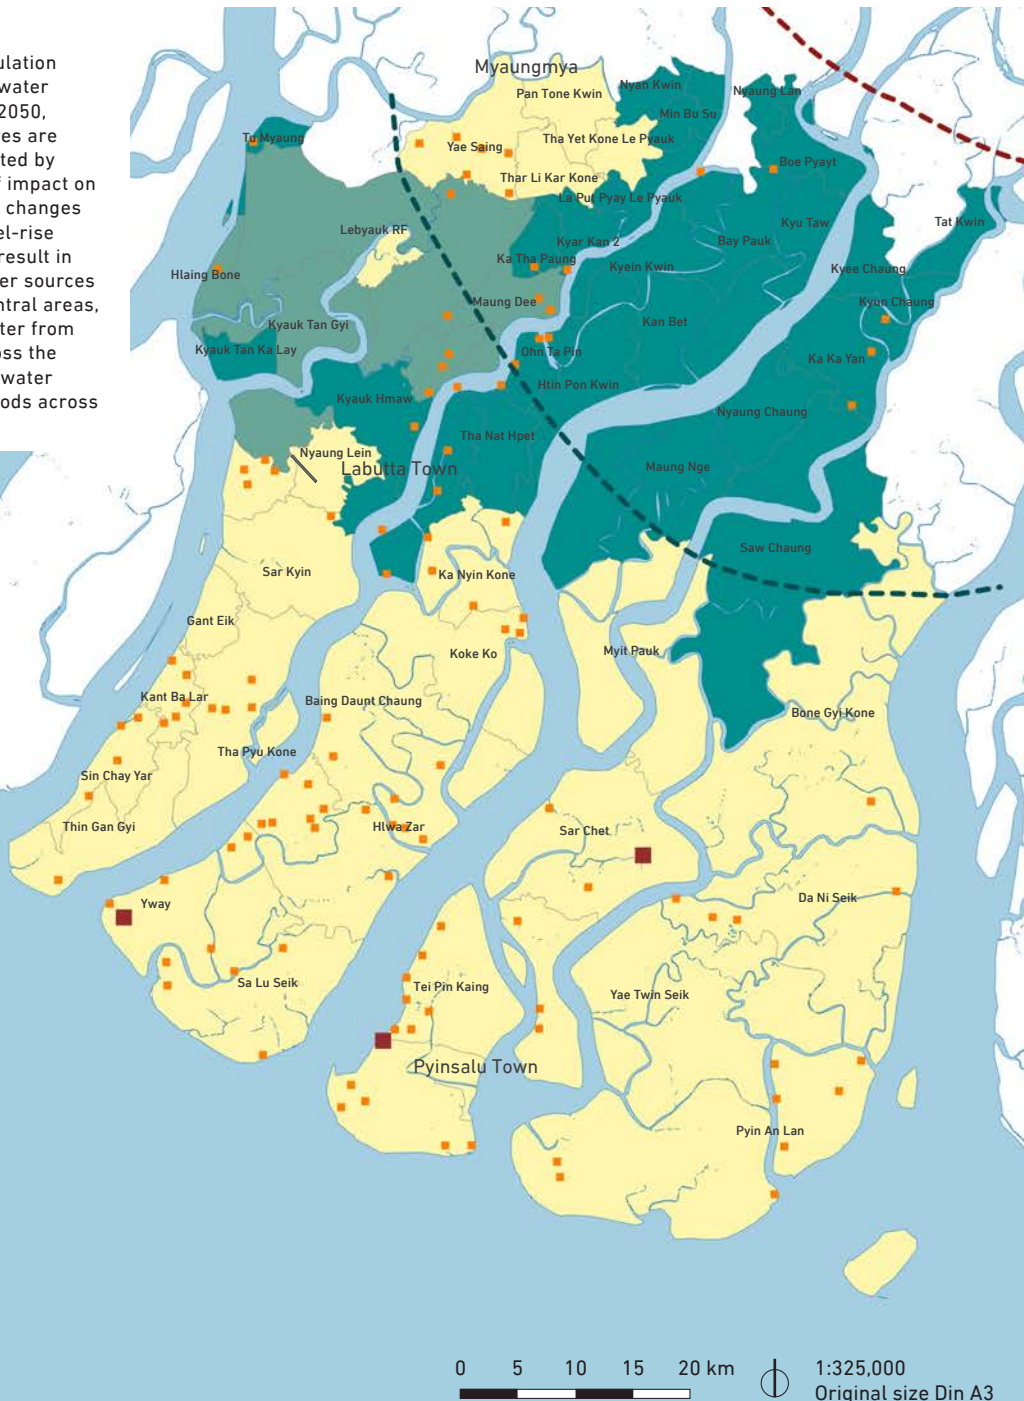 ulation
water
2050,
es are
ted by
f impact on
changes
el-rise
result in
er sources
ntral areas,
ter from
oss the
water
ods across
Myaungmya
Pan Tone Kwin
Nyan Kwin
Nyaung Lan
Min Bu Su
Tu Myaung
Yae Saing
Tha Yet Kone Le Pyauk
Boe Pyayt
Thar Li Kar Kone
La Put Pyay Le Pyauk
Lebyauk RF
Kyar Kan 2
Bay Pauk
Kyu Taw
Tat Kwin
Ka Tha Paung
Kyein Kwin
Kyee Chaung
Hlaing Bone
Maung Dee
Kyun Chaung
Kyauk Tan Gyi
Kan Bet
Kyauk Tan Ka Lay
Ohn Ta Pin
Ka Ka Yan
Kyauk Hmaw
Htin Pon Kwin
Nyaung Chaung
Tha Nat Hpet
Nyaung Lein
Labutta Town
Maung Nge
Saw Chaung
Sar Kyin
Ka Nyin Kone
Gant Eik
Koke Ko
Myit Pauk
Kant Ba Lar
Baing Daunt Chaung
Bone Gyi Kone
Tha Pyu Kone
Sin Chay Yar
Thin Gan Gyi
Hlwa Zar
Sar Chet
Yway
Da Ni Seik
Sa Lu Seik
Tei Pin Kaing
Yae Twin Seik
Pyinsalu Town
Pyin An Lan
0 5 10 15 20 km
1:325,000
Original size Din A3